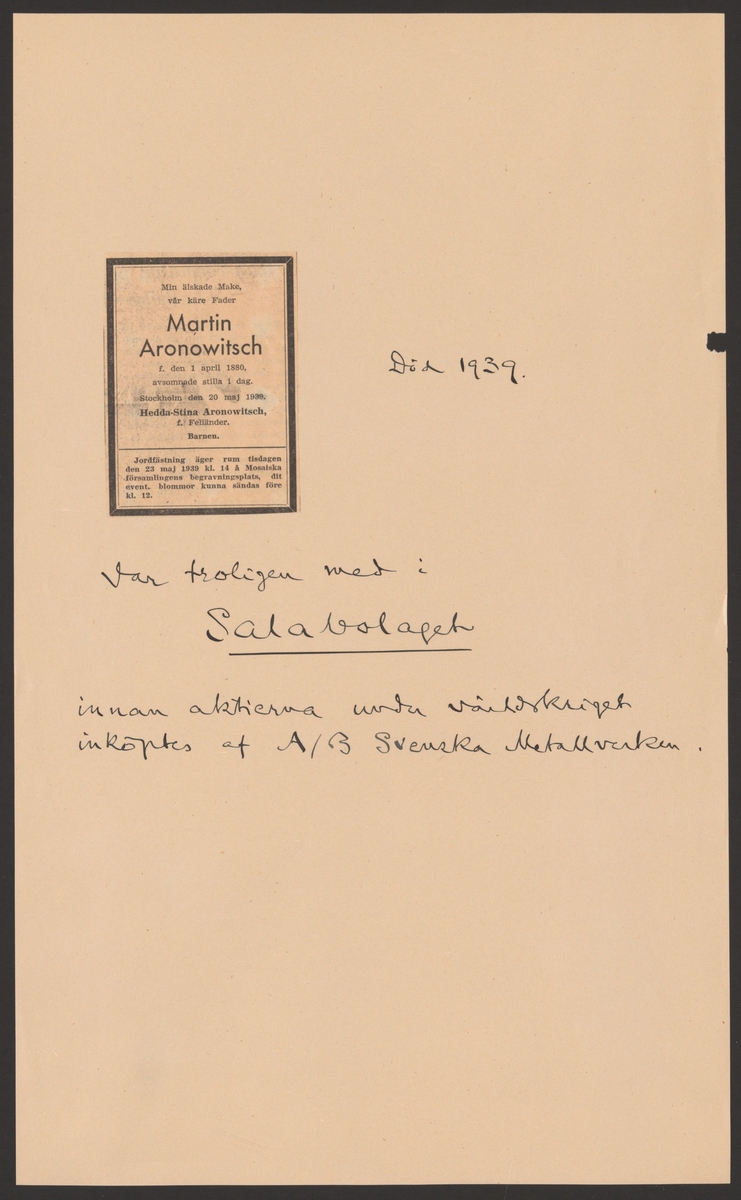 Min älskade Make,
vår käre Fader
Martin
Aronowitsch
f. den 1 april 1880,
avsomnade stilla i dag.
Stockholm den 20 maj 1939.
Hedda-Stina Aronowitsch,
f. Felländer.
Barnen.
Jordfästning äger rum tisdagen
den 23 maj 1939 kl. 14 å Mosaiska
församlingens begravningsplats, dit
event. blommor kunna sändas före
kl. 12.
Död 1939.
Var troligen med i
Salabolaget
innan aktierna under världskriget
inköptes af A/B Svenska Metallverken.